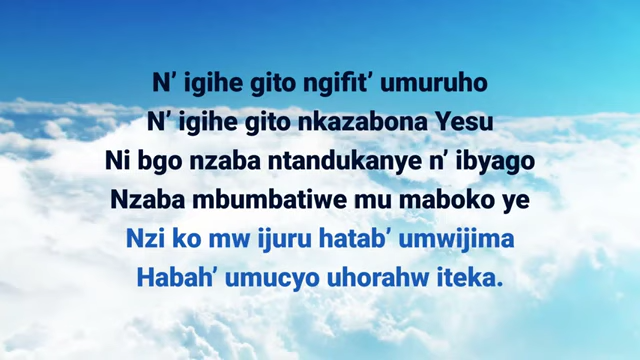 N’ igihe gito ngifit’ umuruho
N’ igihe gito nkazabona Yesu
Ni bgo nzaba ntandukanye n’ ibyago
Nzaba mbumbatiwe mu maboko ye
Nzi ko mw ijuru hatab’ umwijima
Habah’ umucyo uhorahw iteka.